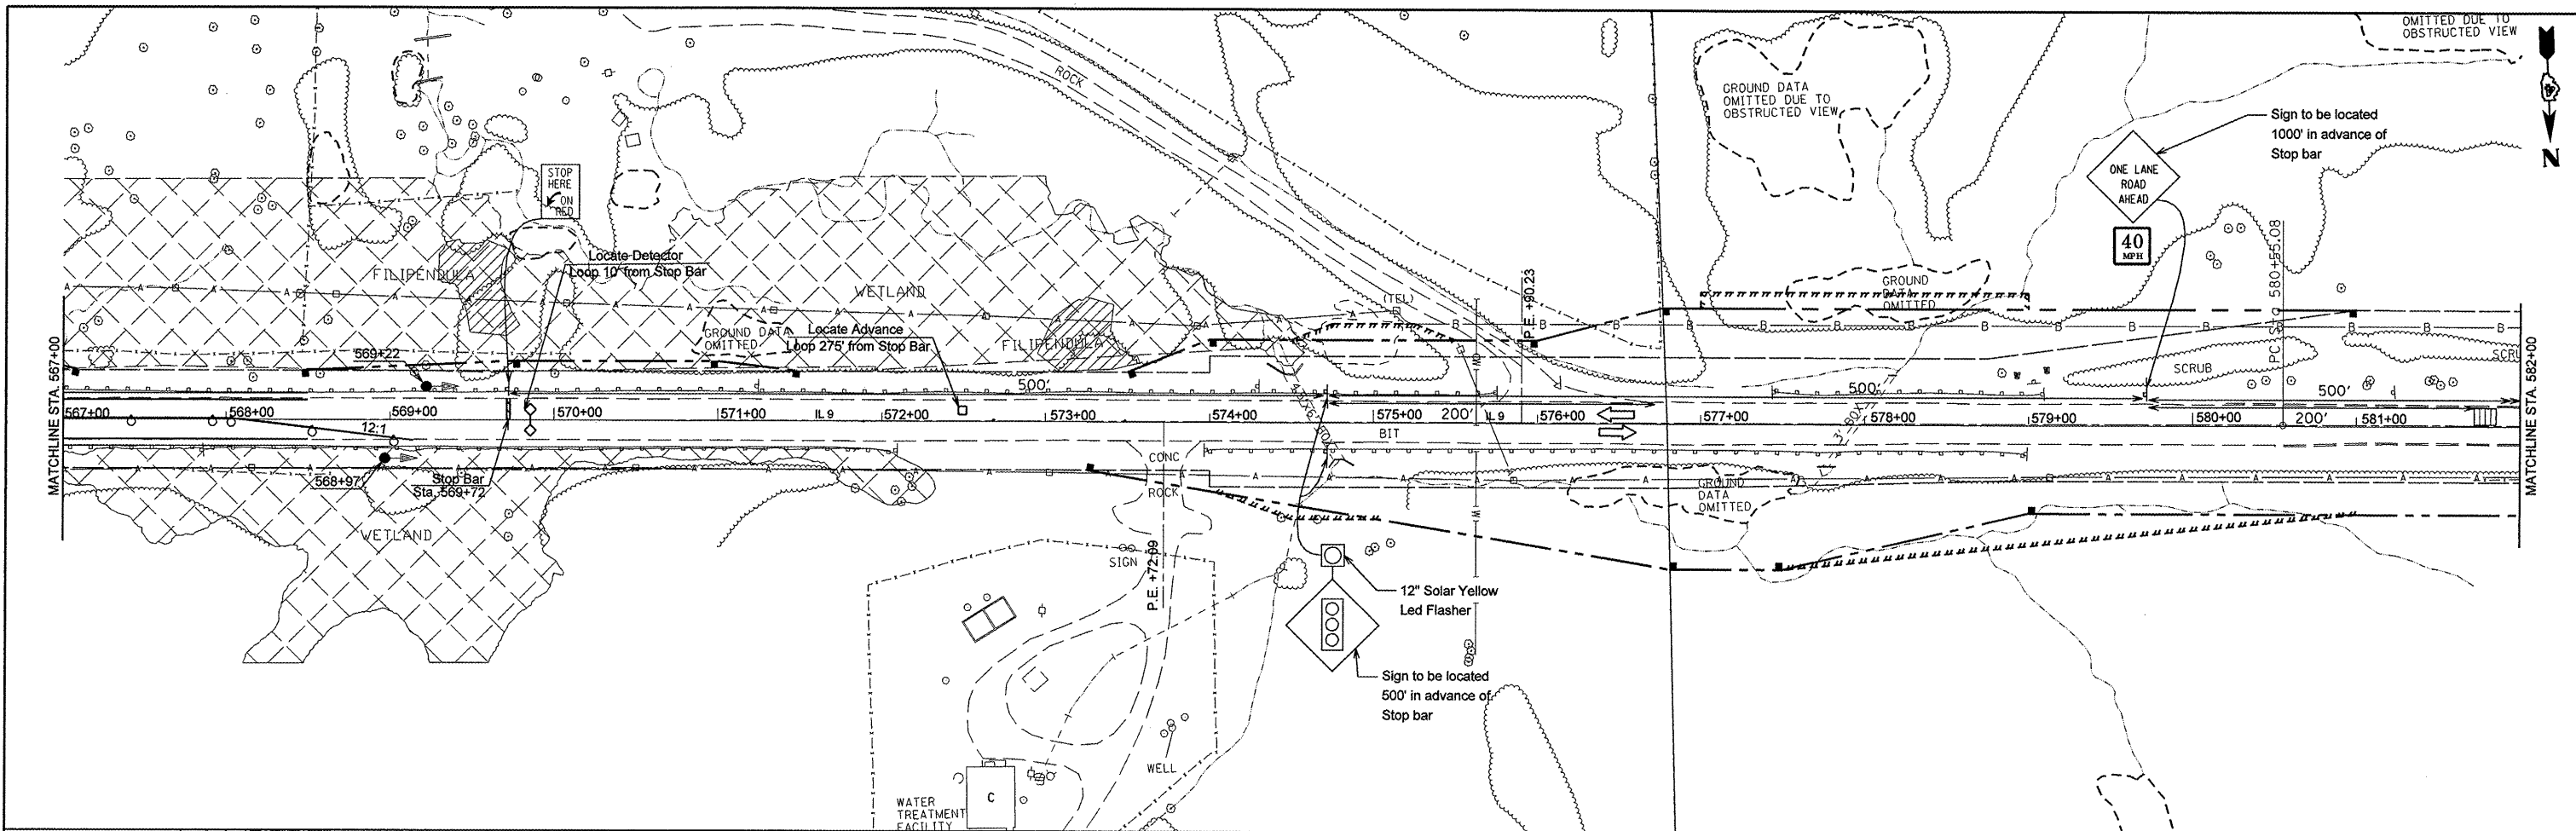 OMITTED DUE TO
OBSTRUCTED VIEW
ROCK
GROUND DATA
OMITTED DUE TO
OBSTRUCTED VIEW
Sign to be located
1000' in advance of
Stop bar
N
ONE LANE
ROAD
AHEAD
40
MPH
STOP
HERE
ON
RED
Locate Detector
Loop 10' from Stop Bar
FILIPENDULA
WETLAND
(TEL)
P.E. +90.23
GROUND
DATA
OMITTED
PC Sta 580+55.08
GROUND DATA
OMITTED
Locate Advance
Loop 275' from Stop Bar
FILIPENDULA
569+22
SCRUB
SCRU
MATCHLINE STA. 567+00
MATCHLINE STA. 582+00
500'
500'
500'
567+00
568+00
569+00
570+00
571+00
IL 9
572+00
573+00
574+00
575+00
200'
IL 9
576+00
577+00
578+00
579+00
580+00
200'
581+00
12:1
BIT
3' BOX
CONC
ROCK
568+97
Stop Bar
Sta. 569+72
WETLAND
GROUND
DATA
OMITTED
SIGN
P.E. +72.09
12" Solar Yellow
Led Flasher
Sign to be located
500' in advance of
Stop bar
WELL
WATER
TREATMENT
FACILITY
C
A
B
W